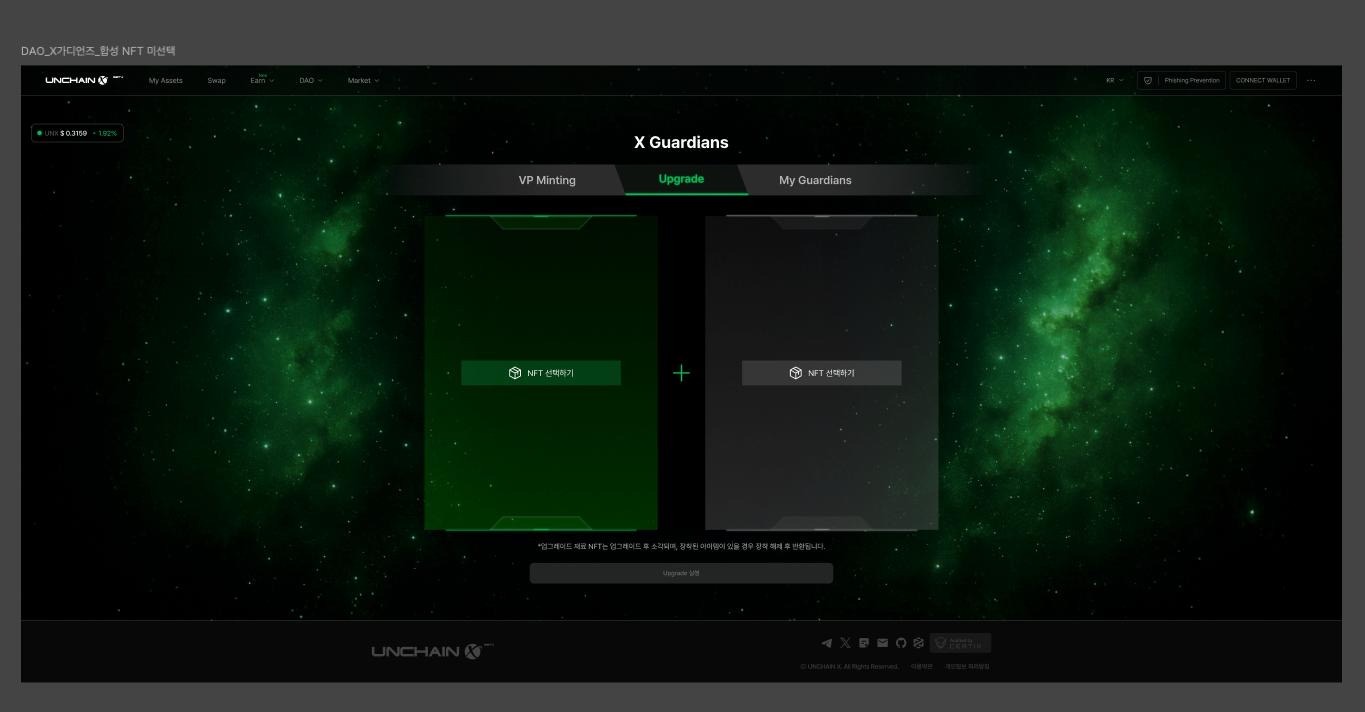 DAO_X가디언즈_합성 NFT 미선택
UNCHAIN X
My Assets
Swap
Earn
New
DAO
Market
KR
Phishing Prevention
CONNECT WALLET
UNX $ 0.3159 + 1.92%
X Guardians
VP Minting
Upgrade
My Guardians
NFT 선택하기
NFT 선택하기
*업그레이드 재료 NFT는 업그레이드 후 소각되며, 장착된 아이템이 있을 경우 장착 해제 후 반환됩니다.
Upgrade 실행
UNCHAIN X
CERTIK
© UNCHAIN X. All Rights Reserved.
이용약관
개인정보 처리방침